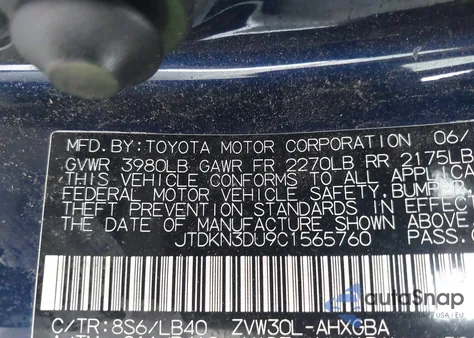 MFD. BY: TOYOTA MOTOR CORPORATION 06/
GVWR 3980LB GAWR FR 2270LB RR 2175LB
THIS VEHICLE CONFORMS TO ALL APPLICA
FEDERAL MOTOR VEHICLE SAFETY, BUMPER,
THEFT PREVENTION STANDARDS IN EFFECT
THE DATE OF MANUFACTURE SHOWN ABOVE.
JTDKN3DU9C1565760 PASS.C
AutoSnap
C/TR: 8S6/LB40 ZVW30L-AHXGBA